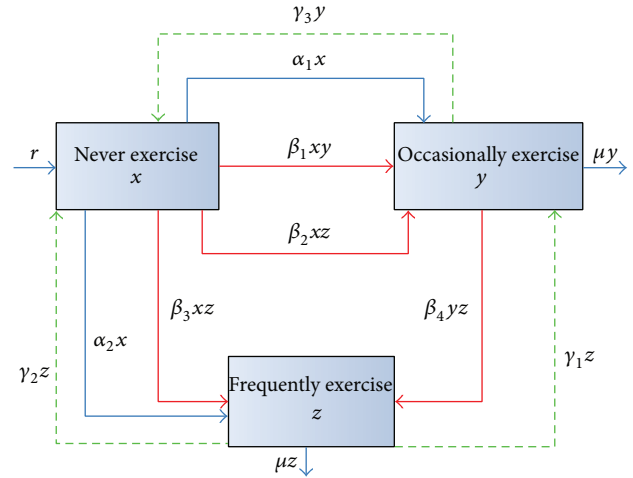 γ₃y
α₁x
r
Never exercise
x
β₁xy
Occasionally exercise
y
μy
β₂xz
β₃xz
β₄yz
α₂x
γ₂z
γ₁z
Frequently exercise
z
μz